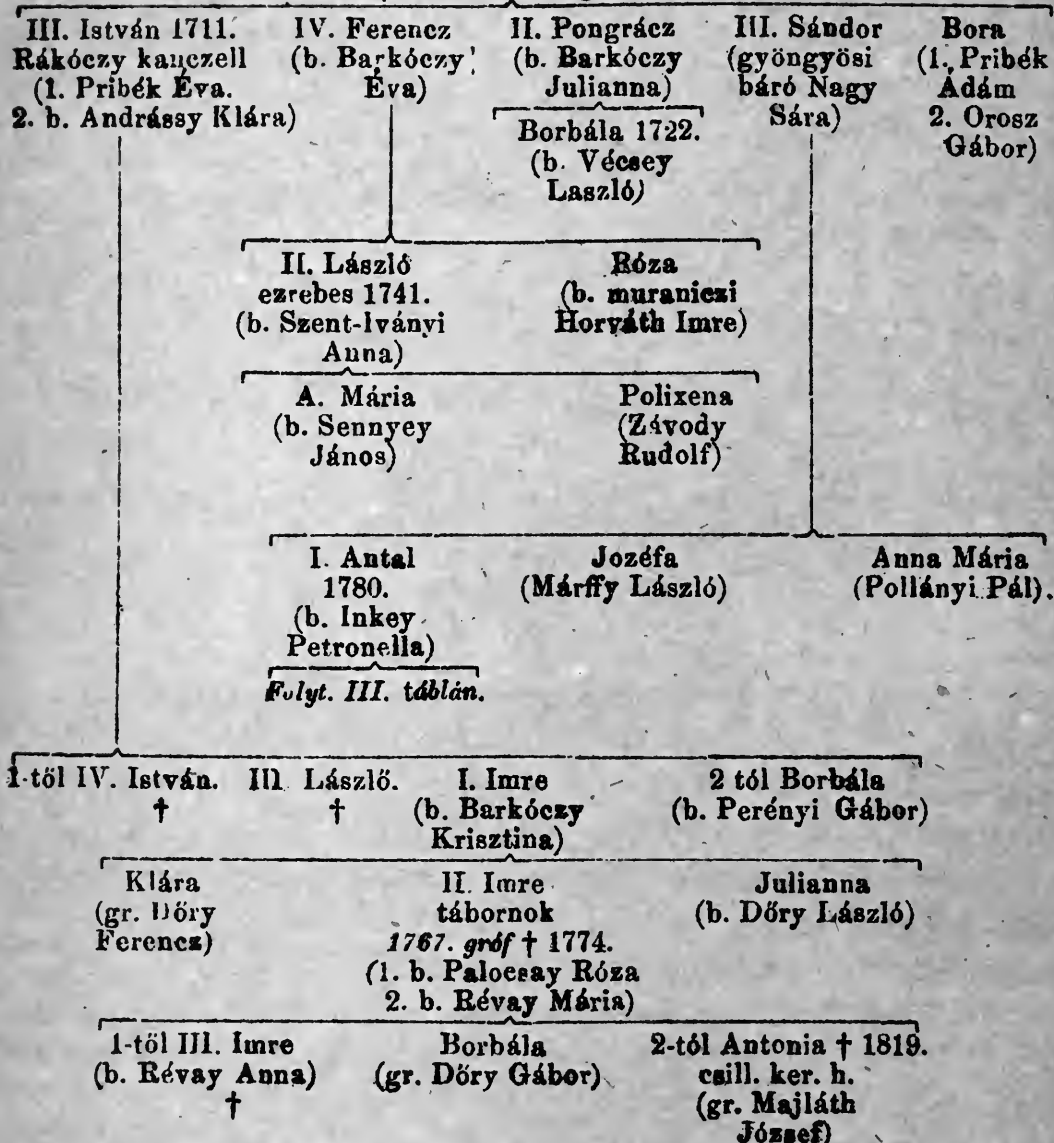 III. István 1711. IV. Ferencz II. Pongrácz III. Sándor Bora
Rákóczy kanczell (b. Barkóczy (b. Barkóczy (gyöngyösi (1. Pribék
(1. Pribék Éva. Éva) Julianna) báró Nagy Ádám
2. b. Andrássy Klára) Borbála 1722. Sára) 2. Orosz
(b. Vécsey Gábor)
Laszló)
II. László Róza
ezrebes 1741. (b. muraniczi
(b. Szent-Iványi Horváth Imre)
Anna)
A. Mária Polixena
(b. Sennyey (Závody
János) Rudolf)
I. Antal Jozéfa Anna Mária
1780. (Márffy László) (Pollányi Pál).
(b. Inkey
Petronella)
Folyt. III. táblán.
1-től IV. István. III László. I. Imre 2 tól Borbála
† † (b. Barkóczy (b. Perényi Gábor)
Krisztina)
Klára II. Imre Julianna
(gr. Dőry tábornok (b. Dőry László)
Ferencz) 1767. gróf † 1774.
(1. b. Palocsay Róza
2. b. Révay Mária)
1-től III. Imre Borbála 2-tól Antonia † 1819.
(b. Révay Anna) (gr. Dőry Gábor) csill. ker. h.
† (gr. Majláth
József)